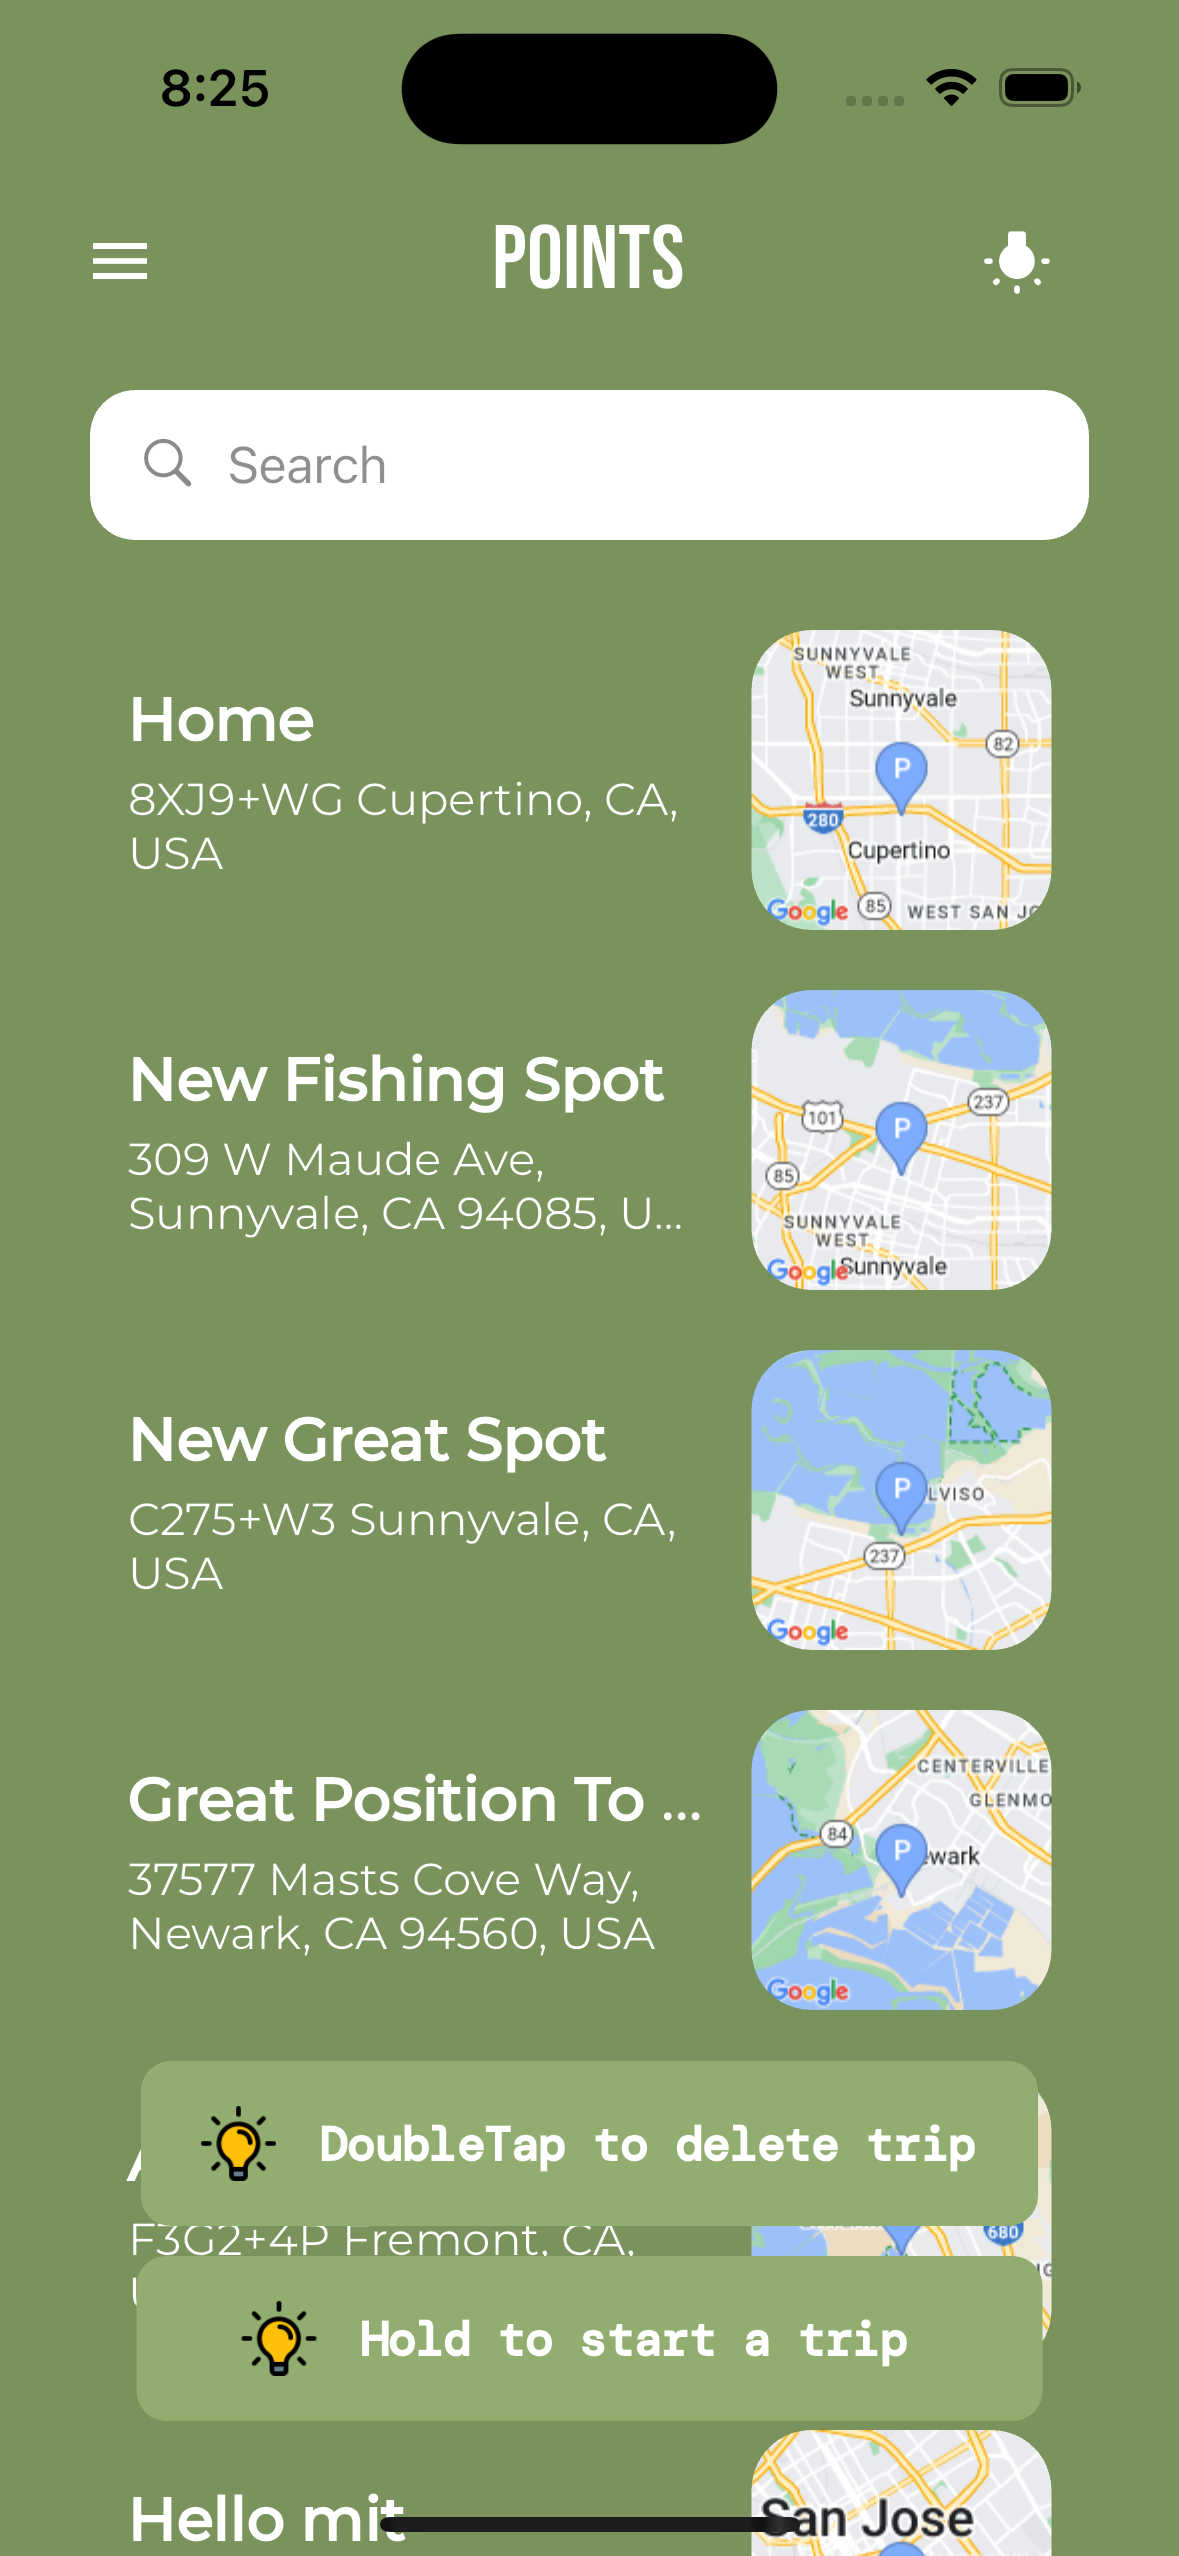 8:25
POINTS
Search
Home
8XJ9+WG Cupertino, CA,
USA
SUNNYVALE
WEST
Sunnyvale
82
P
280
Cupertino
85
WEST SAN JO
Google
New Fishing Spot
309 W Maude Ave,
Sunnyvale, CA 94085, U...
101
237
P
85
SUNNYVALE
WEST
Sunnyvale
Google
New Great Spot
C275+W3 Sunnyvale, CA,
USA
P
LVISO
237
Google
Great Position To ...
37577 Masts Cove Way,
Newark, CA 94560, USA
CENTERVILLE
GLENMO
84
P
wark
Google
DoubleTap to delete trip
F3G2+4P Fremont, CA,
680
Hold to start a trip
Hello mit
San Jose